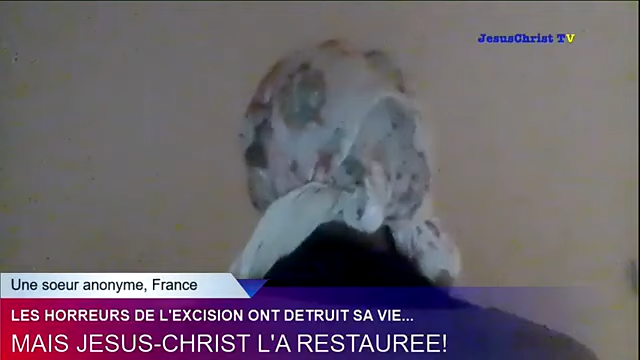 JesusChrist TV
Une soeur anonyme, France
LES HORREURS DE L'EXCISION ONT DETRUIT SA VIE...
MAIS JESUS-CHRIST L'A RESTAUREE!